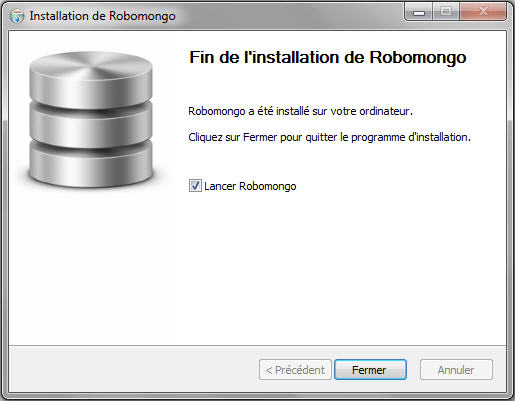 Installation de Robomongo
Fin de l'installation de Robomongo
Robomongo a été installé sur votre ordinateur.
Cliquez sur Fermer pour quitter le programme d'installation.
Lancer Robomongo
< Précédent
Fermer
Annuler